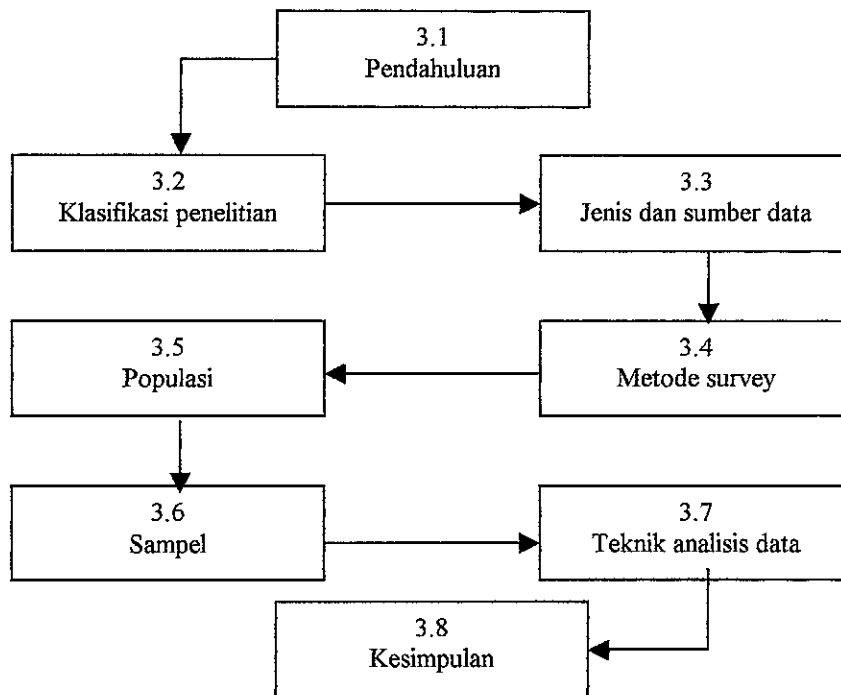 3.1
Pendahuluan
3.2
Klasifikasi penelitian
3.3
Jenis dan sumber data
3.4
Metode survey
3.5
Populasi
3.6
Sampel
3.7
Teknik analisis data
3.8
Kesimpulan